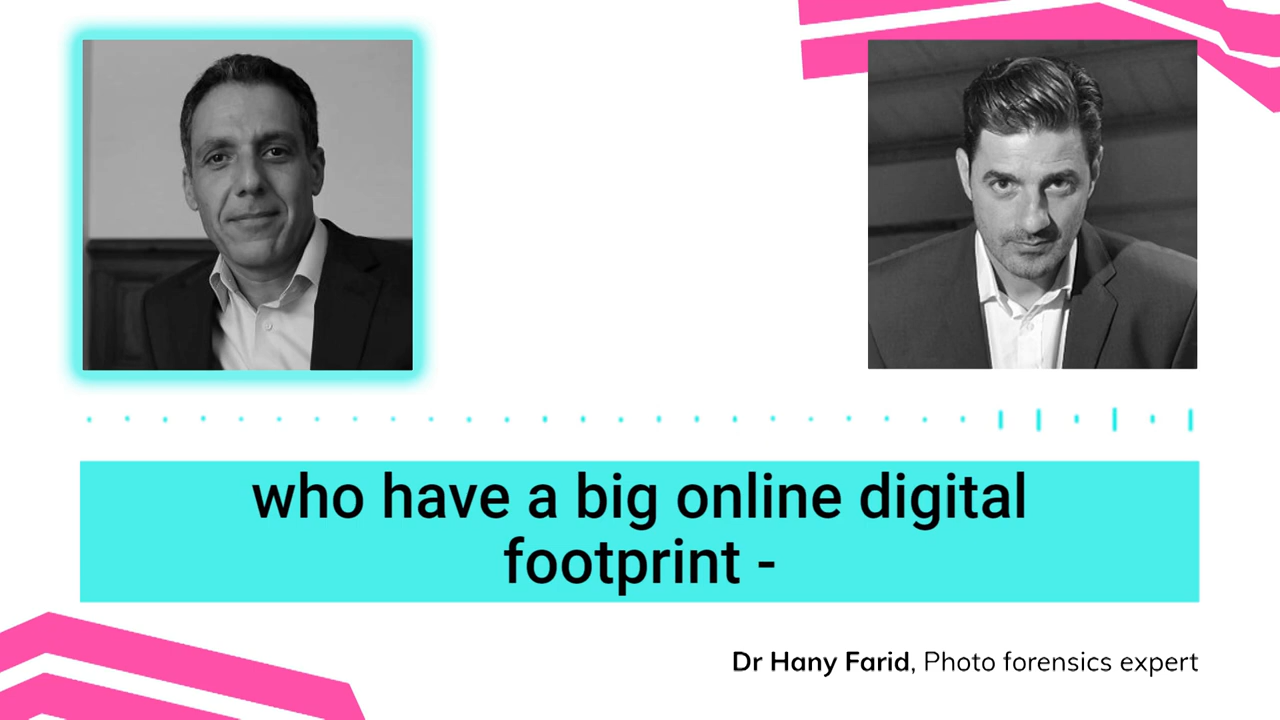 who have a big online digital
footprint -
Dr Hany Farid, Photo forensics expert